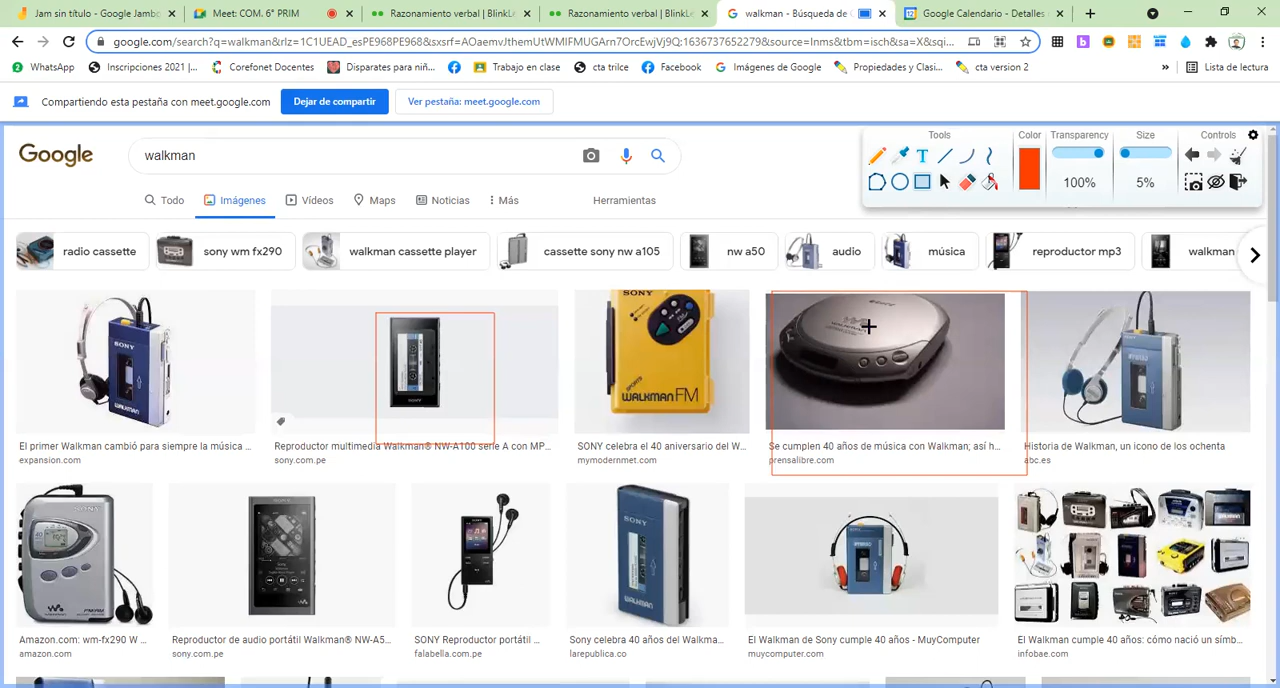 Jam sin título - Google Jambo
Meet: COM. 6° PRIM
Razonamiento verbal | BlinkLe
Razonamiento verbal | BlinkLe
walkman - Búsqueda de G
Google Calendario - Detalles
google.com/search?q=walkman&rlz=1C1UEAD_esPE968PE968&sxsrf=AOaemvJthemUtWMIFMUGArn7OrcEwjVj9Q:1636737652279&source=lnms&tbm=isch&sa=X&sqi...
WhatsApp
Inscripciones 2021 |...
Corefonet Docentes
Disparates para niñ...
Trabajo en clase
cta trilce
Facebook
Imágenes de Google
Propiedades y Clasi...
cta version 2
»
Lista de lectura
Compartiendo esta pestaña con meet.google.com
Dejar de compartir
Ver pestaña: meet.google.com
Google
walkman
Tools
Color
Transparency
Size
Controls
100%
5%
Todo
Imágenes
Vídeos
Maps
Noticias
Más
Herramientas
radio cassette
sony wm fx290
walkman cassette player
cassette sony nw a105
nw a50
audio
música
reproductor mp3
walkman
SONY
WALKMAN
SONY
SPORTS
WALKMAN FM
El primer Walkman cambió para siempre la música ...
expansion.com
Reproductor multimedia Walkman® NW-A100 serie A con MP...
sony.com.pe
SONY celebra el 40 aniversario del W...
mymodernmet.com
Se cumplen 40 años de música con Walkman; así h...
prensalibre.com
Historia de Walkman, un icono de los ochenta
abc.es
SONY
SONY
WALKMAN
Amazon.com: wm-fx290 W ...
amazon.com
Reproductor de audio portátil Walkman® NW-A5...
sony.com.pe
SONY Reproductor portátil ...
falabella.com.pe
Sony celebra 40 años del Walkma...
larepublica.co
El Walkman de Sony cumple 40 años - MuyComputer
muycomputer.com
El Walkman cumple 40 años: cómo nació un símb...
infobae.com